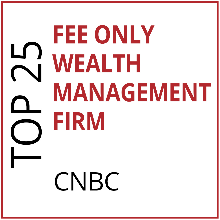 TOP 25
FEE ONLY
WEALTH
MANAGEMENT
FIRM
CNBC